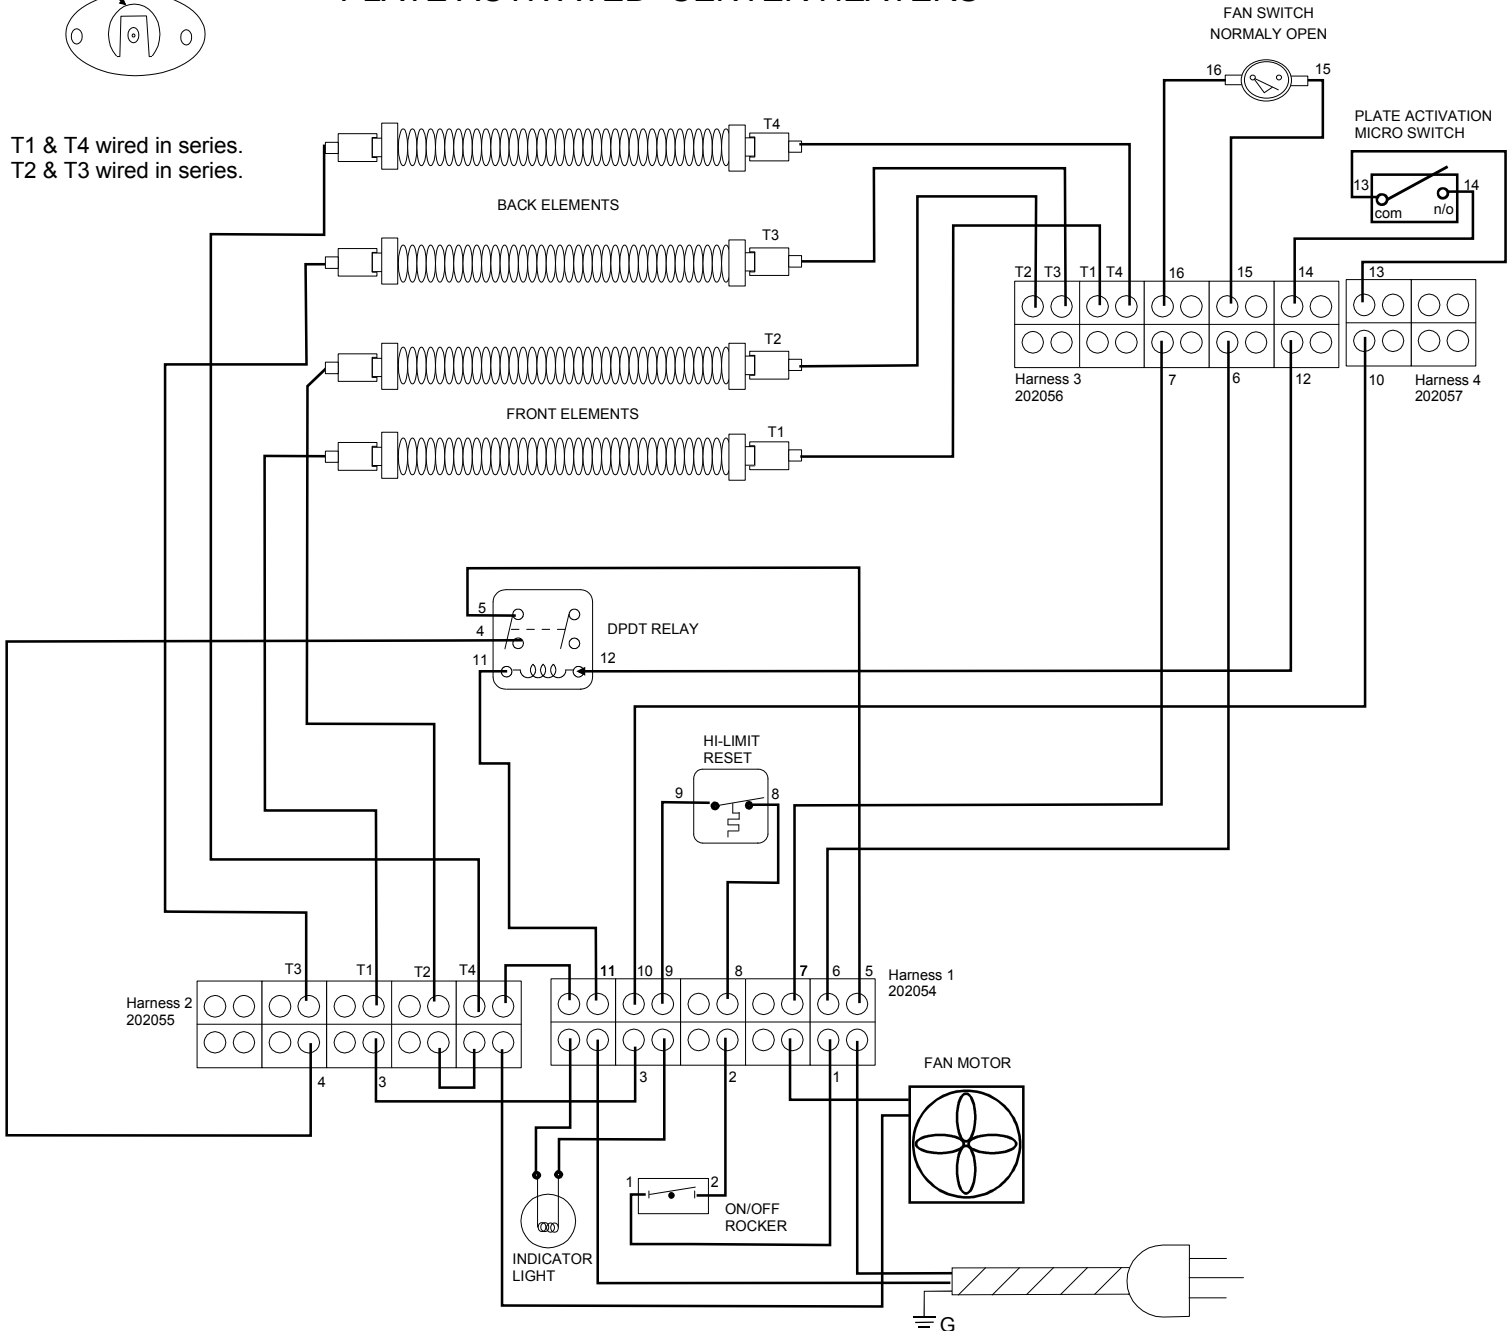 PLATE ACTIVATED CENTER HEATERS
FAN SWITCH
NORMALY OPEN
16
15
PLATE ACTIVATION
MICRO SWITCH
13
14
com
n/o
T1 & T4 wired in series.
T2 & T3 wired in series.
T4
BACK ELEMENTS
T3
T2
FRONT ELEMENTS
T1
T2 T3 T1 T4 16 15 14 13
Harness 3
202056
7 6 12 10
Harness 4
202057
5
4
11
12
DPDT RELAY
HI-LIMIT
RESET
9
8
T3 T1 T2 T4
Harness 2
202055
4
3
11 10 9 8 7 6 5
Harness 1
202054
3 2 1
FAN MOTOR
1
2
ON/OFF
ROCKER
INDICATOR
LIGHT
G